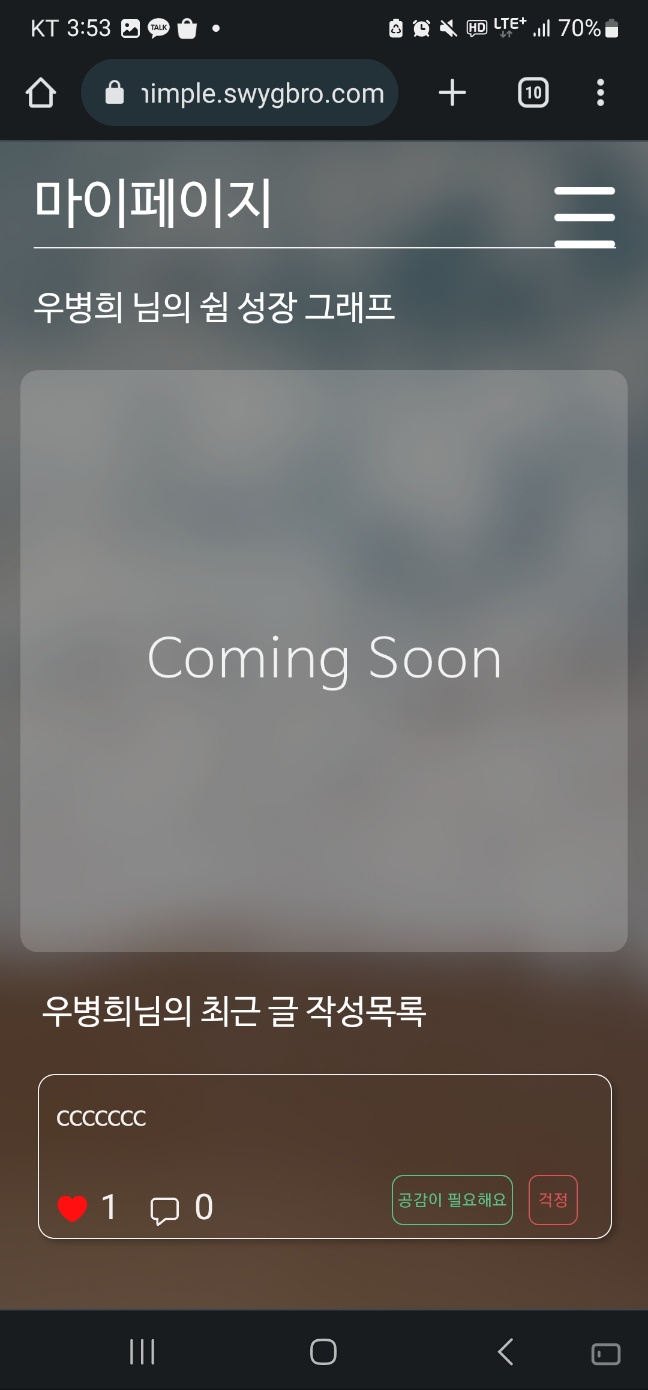 KT 3:53 TALK HD LTE+ 70%
nimple.swygbro.com 10
마이페이지
우병희 님의 쉼 성장 그래프
Coming Soon
우병희님의 최근 글 작성목록
ccccccc
1 0 공감이 필요해요 걱정